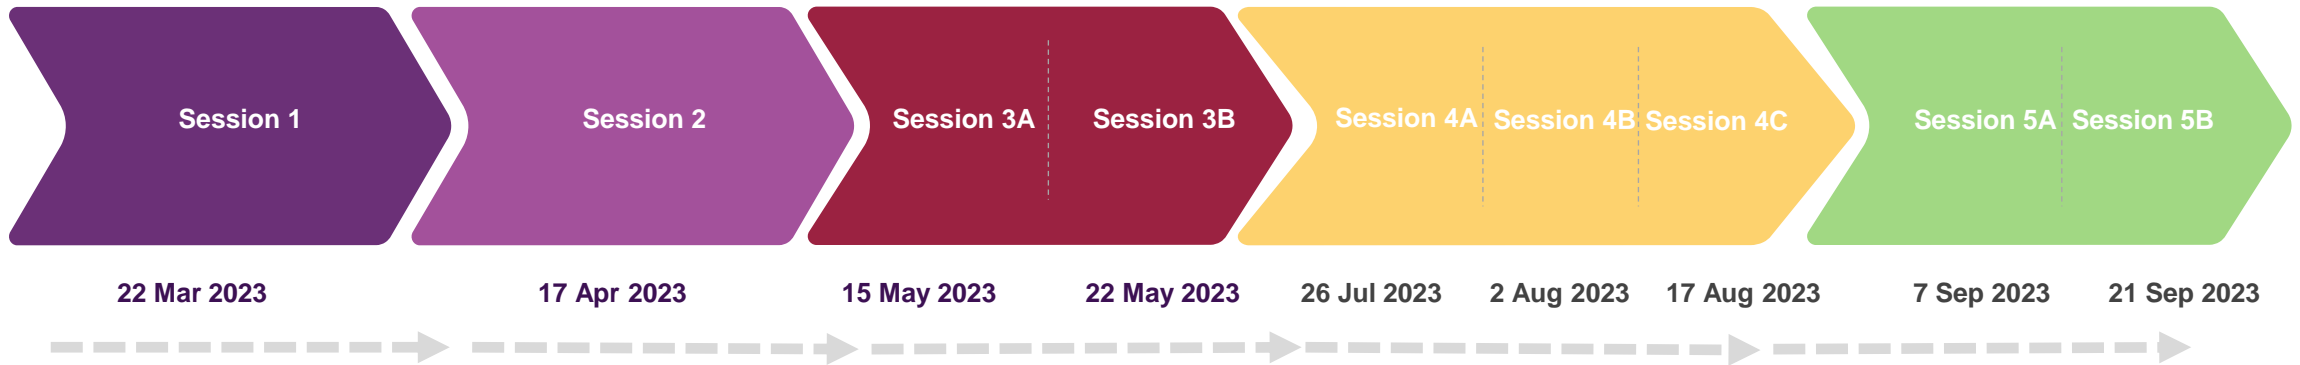 Session 1
Session 2
Session 3A
Session 3B
Session 4A
Session 4B
Session 4C
Session 5A
Session 5B
22 Mar 2023
17 Apr 2023
15 May 2023
22 May 2023
26 Jul 2023
2 Aug 2023
17 Aug 2023
7 Sep 2023
21 Sep 2023